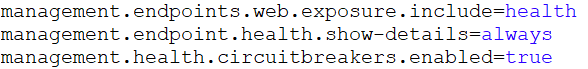 management.endpoints.web.exposure.include=health
management.endpoint.health.show-details=always
management.health.circuitbreakers.enabled=true